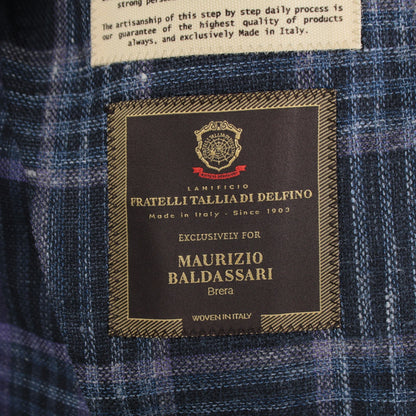 strong pers
The artisanship of this step by step daily process is
our guarantee of the highest quality of products
always, and exclusively Made in Italy.
LANIFICIO
FRATELLI TALLIA DI DELFINO
Made in Italy - Since 1903
EXCLUSIVELY FOR
MAURIZIO
BALDASSARI
Brera
WOVEN IN ITALY